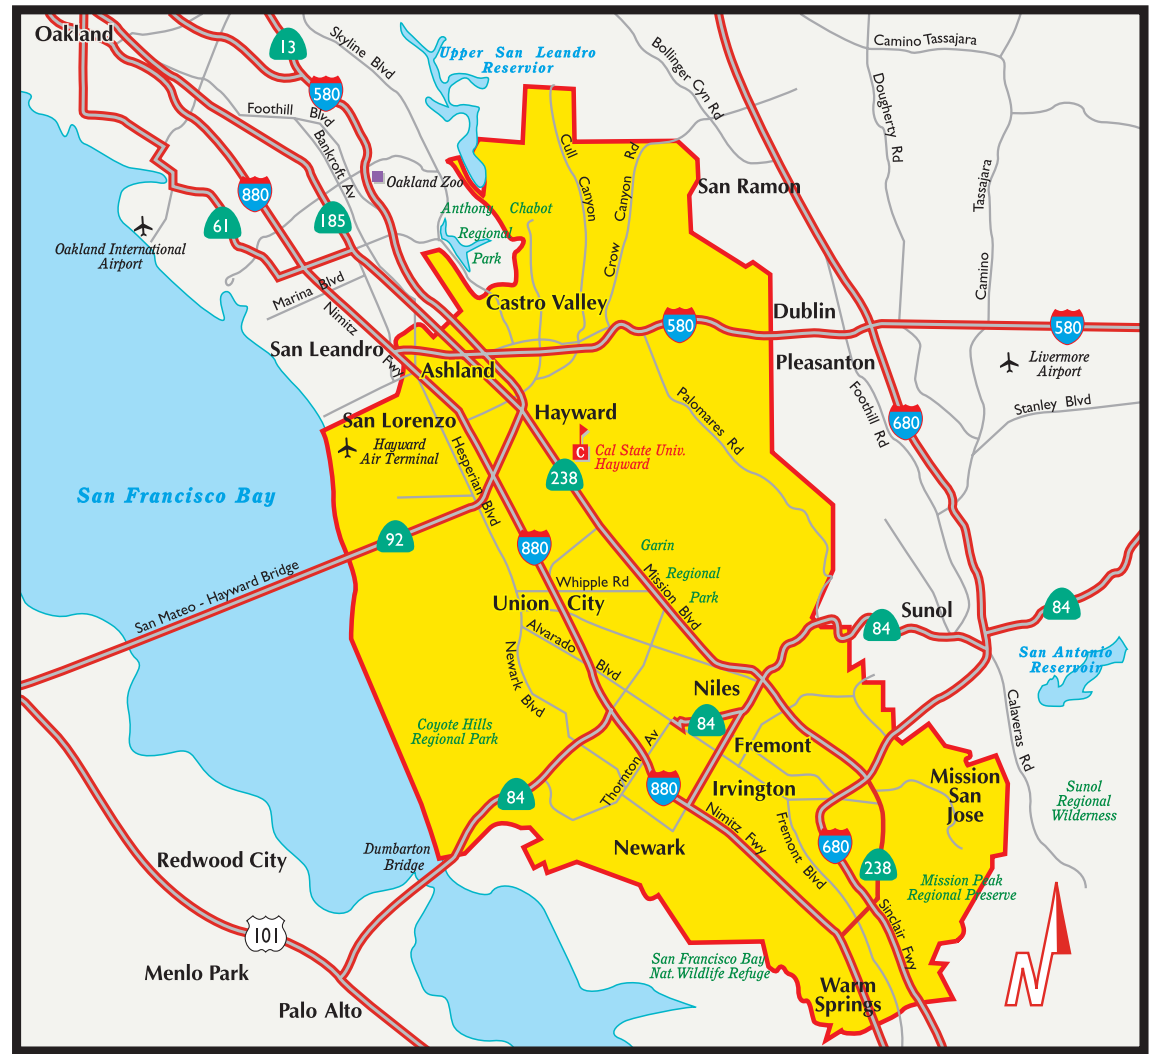 Oakland
13
Skyline Blvd
Upper San Leandro
Reservior
Bollinger Cyn Rd
Camino Tassajara
580
Foothill Blvd
Dougherty Rd
Bankroft Av
Cull Canyon
Crow Canyon Rd
Oakland Zoo
San Ramon
Tassajara
Camino
880
61
185
Anthony Chabot
Regional
Park
Oakland International
Airport
Marina Blvd
Castro Valley
Nimitz Fwy
580
Dublin
580
San Leandro
Ashland
Pleasanton
Livermore
Airport
Foothill Rd
Stanley Blvd
San Lorenzo
Hayward
Palomares Rd
680
Hayward
Air Terminal
C
Cal State Univ.
Hayward
Hesperian Blvd
238
San Francisco Bay
92
880
Garin
Regional
Park
San Mateo - Hayward Bridge
Whipple Rd
Mission Blvd
Union City
Sunol
84
84
Alvarado Blvd
Newark Blvd
San Antonio
Reservoir
Niles
84
Calaveras Rd
Coyote Hills
Regional Park
Thornton Av
Fremont
Mission
San
Jose
Irvington
880
84
Sunol
Regional
Wilderness
Nimitz Fwy
Fremont Blvd
Newark
680
238
Dumbarton
Bridge
Redwood City
Mission Peak
Regional Preserve
Sinclair Fwy
101
Menlo Park
San Francisco Bay
Nat. Wildlife Refuge
N
Palo Alto
Warm
Springs